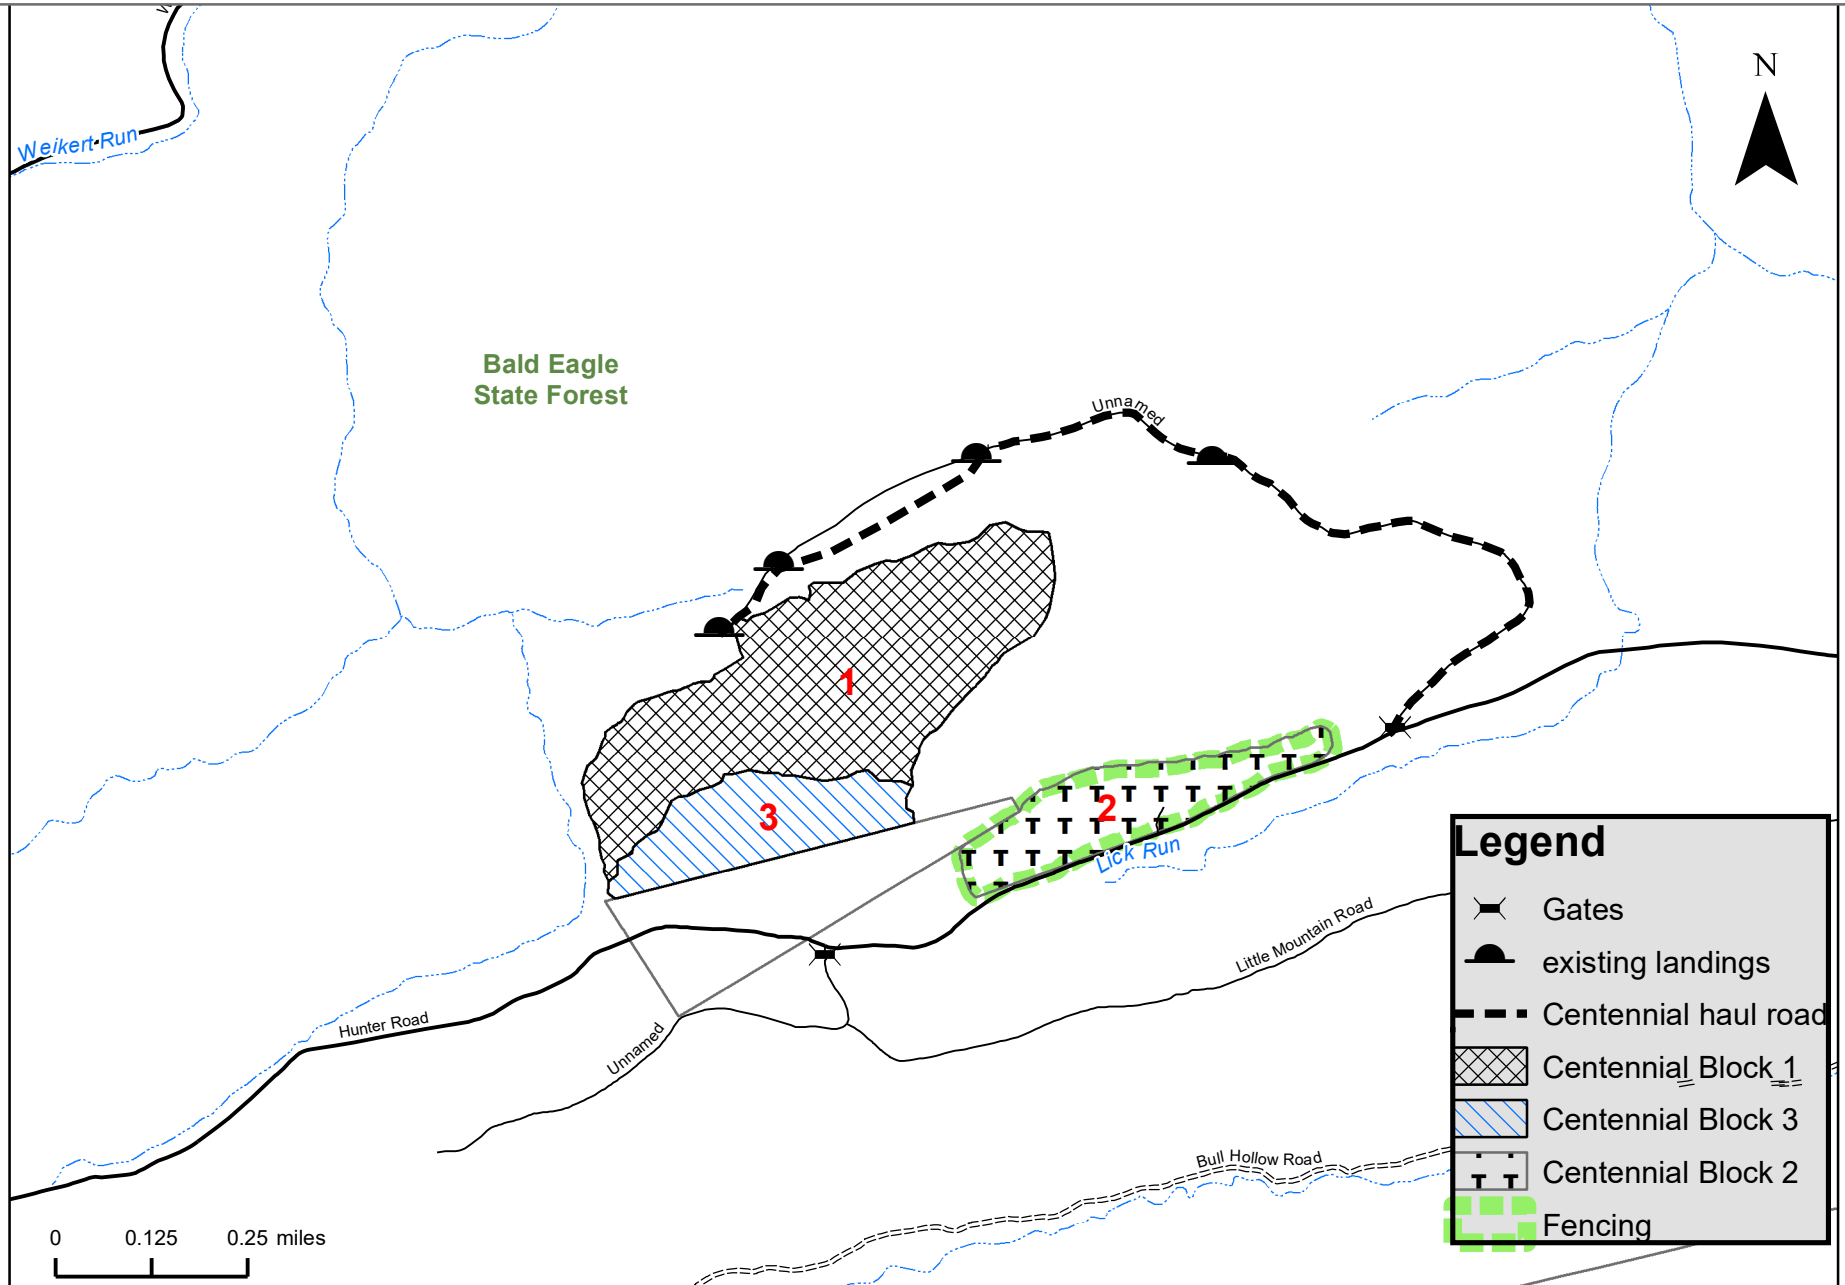 N
Weikert Run
Bald Eagle
State Forest
Unnamed
1
3
2
Lick Run
Little Mountain Road
Hunter Road
Unnamed
Bull Hollow Road
0 0.125 0.25 miles
Legend
Gates
existing landings
Centennial haul road
Centennial Block 1
Centennial Block 3
Centennial Block 2
Fencing